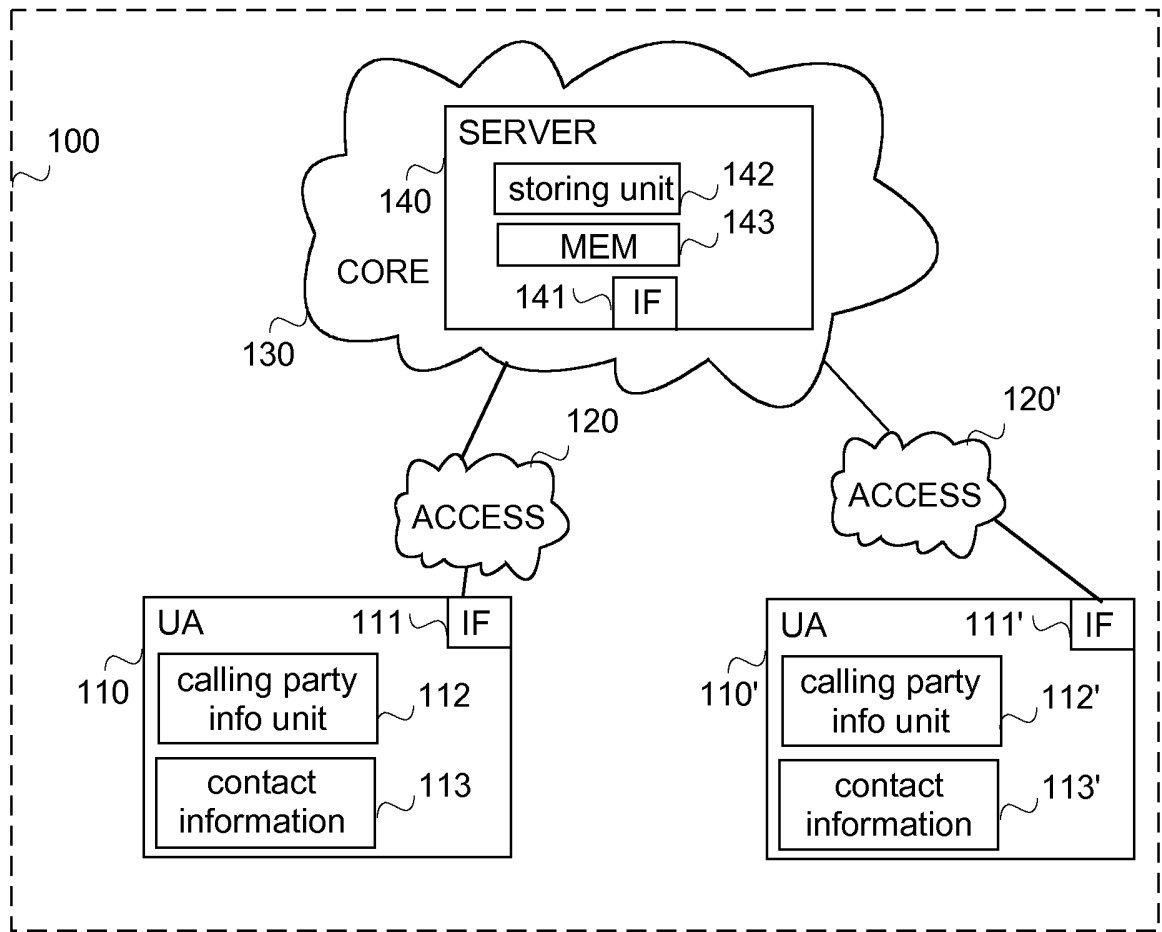 100
SERVER
storing unit
142
140
143
MEM
CORE
141
IF
130
120
120'
ACCESS
ACCESS
UA
111
IF
110
calling party
info unit
112
contact
information
113
UA
111'
IF
110'
calling party
info unit
112'
contact
information
113'